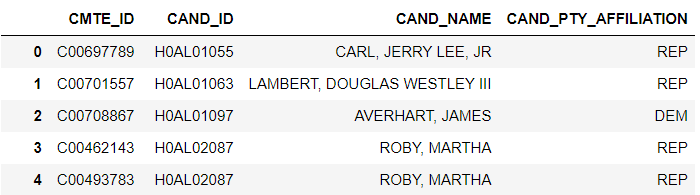 CMTE_ID CAND_ID CAND_NAME CAND_PTY_AFFILIATION
0 C00697789 H0AL01055 CARL, JERRY LEE, JR REP
1 C00701557 H0AL01063 LAMBERT, DOUGLAS WESTLEY III REP
2 C00708867 H0AL01097 AVERHART, JAMES DEM
3 C00462143 H0AL02087 ROBY, MARTHA REP
4 C00493783 H0AL02087 ROBY, MARTHA REP